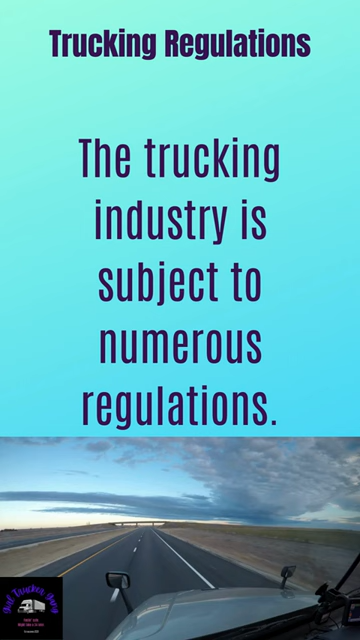 Trucking Regulations
The trucking
industry is
subject to
numerous
regulations.